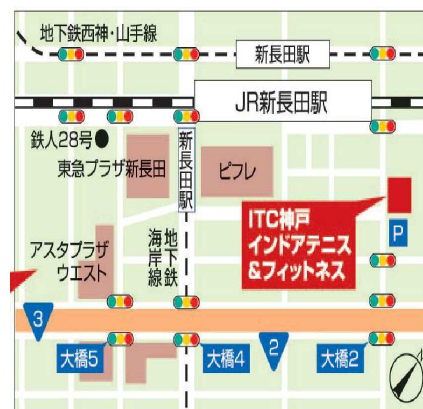 地下鉄西神・山手線
新長田駅
JR新長田駅
鉄人28号
東急プラザ新長田
新長田駅
ピフレ
ITC神戸
インドアテニス
&フィットネス
P
アスタプラザ
ウエスト
地下鉄
海岸線
3
2
大橋5
大橋4
大橋2